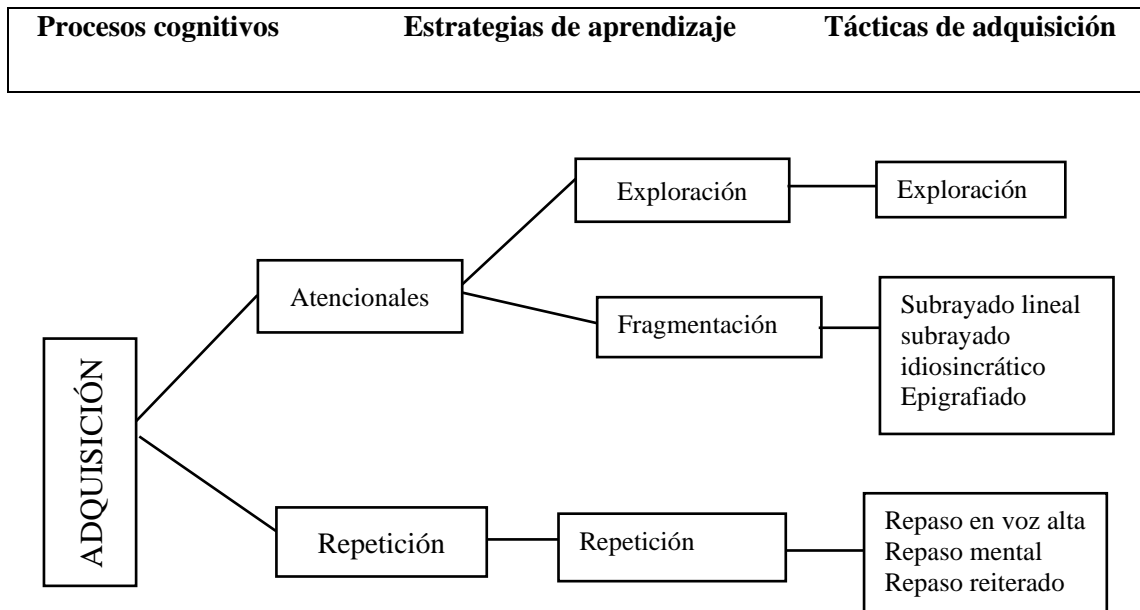 Procesos cognitivos Estrategias de aprendizaje Tácticas de adquisición
Exploración
Exploración
Atencionales
Fragmentación
Subrayado lineal
subrayado
idiosincrático
Epigrafiado
ADQUISICIÓN
Repetición
Repetición
Repaso en voz alta
Repaso mental
Repaso reiterado